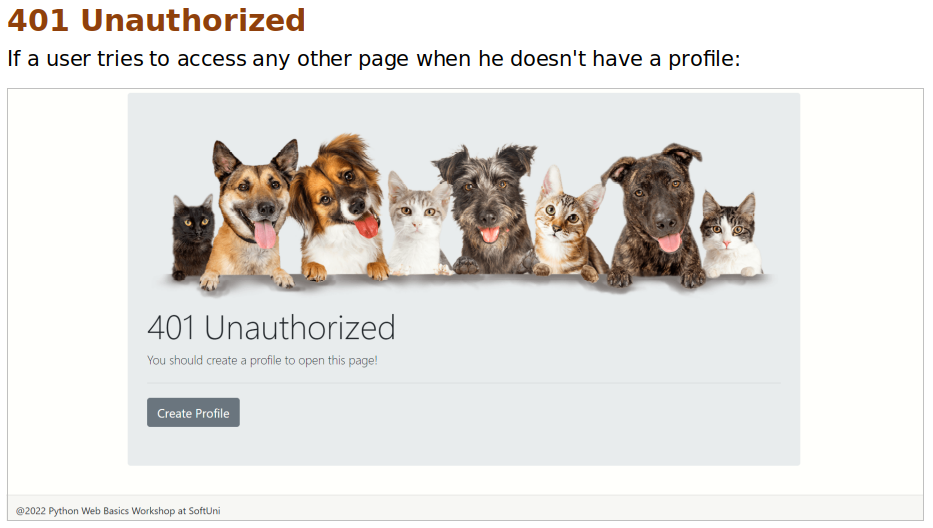 401 Unauthorized
If a user tries to access any other page when he doesn't have a profile:
401 Unauthorized
You should create a profile to open this page!
Create Profile
@2022 Python Web Basics Workshop at SoftUni